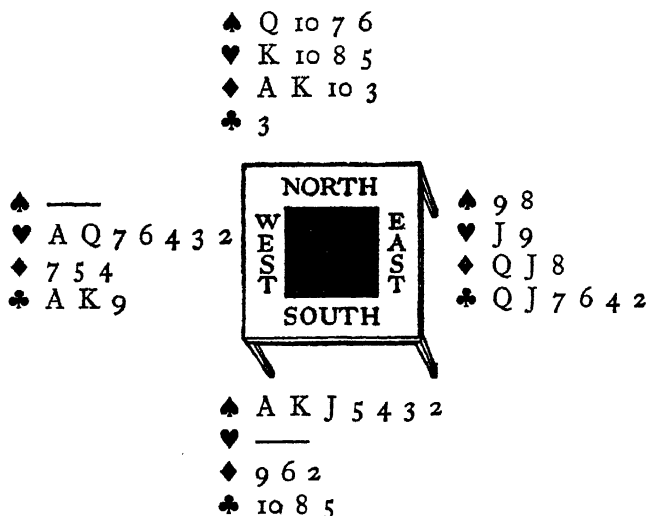 ♠ Q 10 7 6
♥ K 10 8 5
♦ A K 10 3
♣ 3
NORTH
♠ —
♥ A Q 7 6 4 3 2
♦ 7 5 4
♣ A K 9
WEST
EAST
♠ 9 8
♥ J 9
♦ Q J 8
♣ Q J 7 6 4 2
SOUTH
♠ A K J 5 4 3 2
♥ —
♦ 9 6 2
♣ 10 8 5